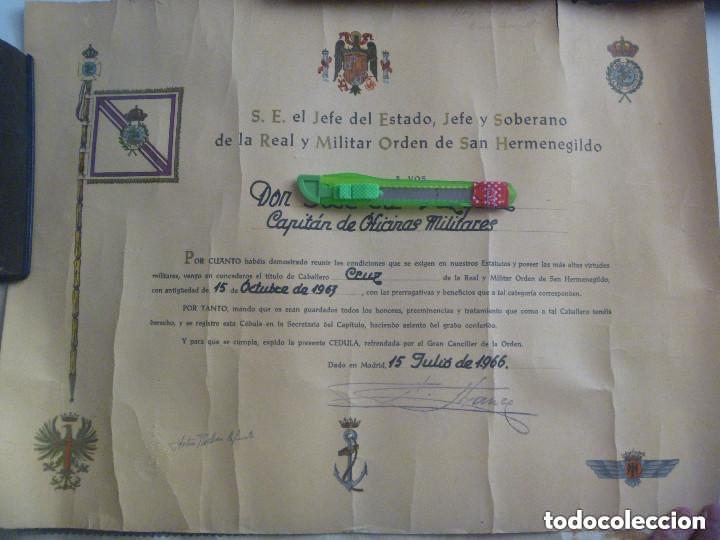 S. E. el Jefe del Estado, Jefe y Soberano
de la Real y Militar Orden de San Hermenegildo
A VOS
Don
Capitán de Oficinas Militares
POR CUANTO habéis demostrado reunir las condiciones que se exigen en nuestros Estatutos y poseer las más altas virtudes
militares, vengo en concederos el título de Caballero Cruz de la Real y Militar Orden de San Hermenegildo,
con antigüedad de 15 de Octubre de 1963, con las prerrogativas y beneficios que a tal categoría corresponden.
POR TANTO, mando que os sean guardados todos los honores, preeminencias y tratamiento que como a tal Caballero tenéis
derecho, y se registre esta Cédula en la Secretaría del Capítulo, haciendo asiento del grado conferido.
Y para que se cumpla, expido la presente CEDULA, refrendada por el Gran Canciller de la Orden.
Dado en Madrid, 15 Julio de 1966.
todocoleccion.net